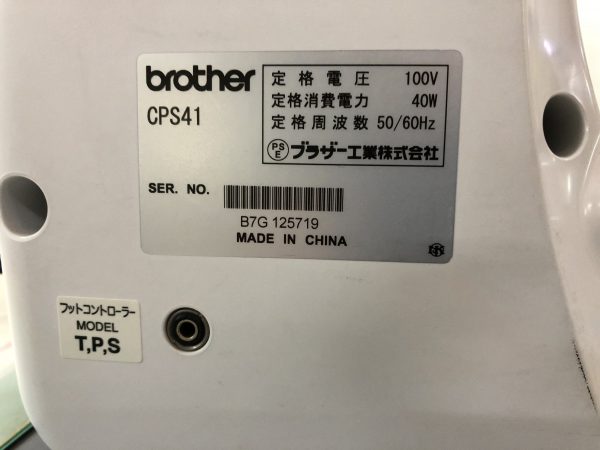 brother
CPS41
定格電圧 100V
定格消費電力 40W
定格周波数 50/60Hz
PSE ブラザー工業株式会社
SER. NO.
B7G 125719
MADE IN CHINA
フットコントローラー
MODEL
T,P,S